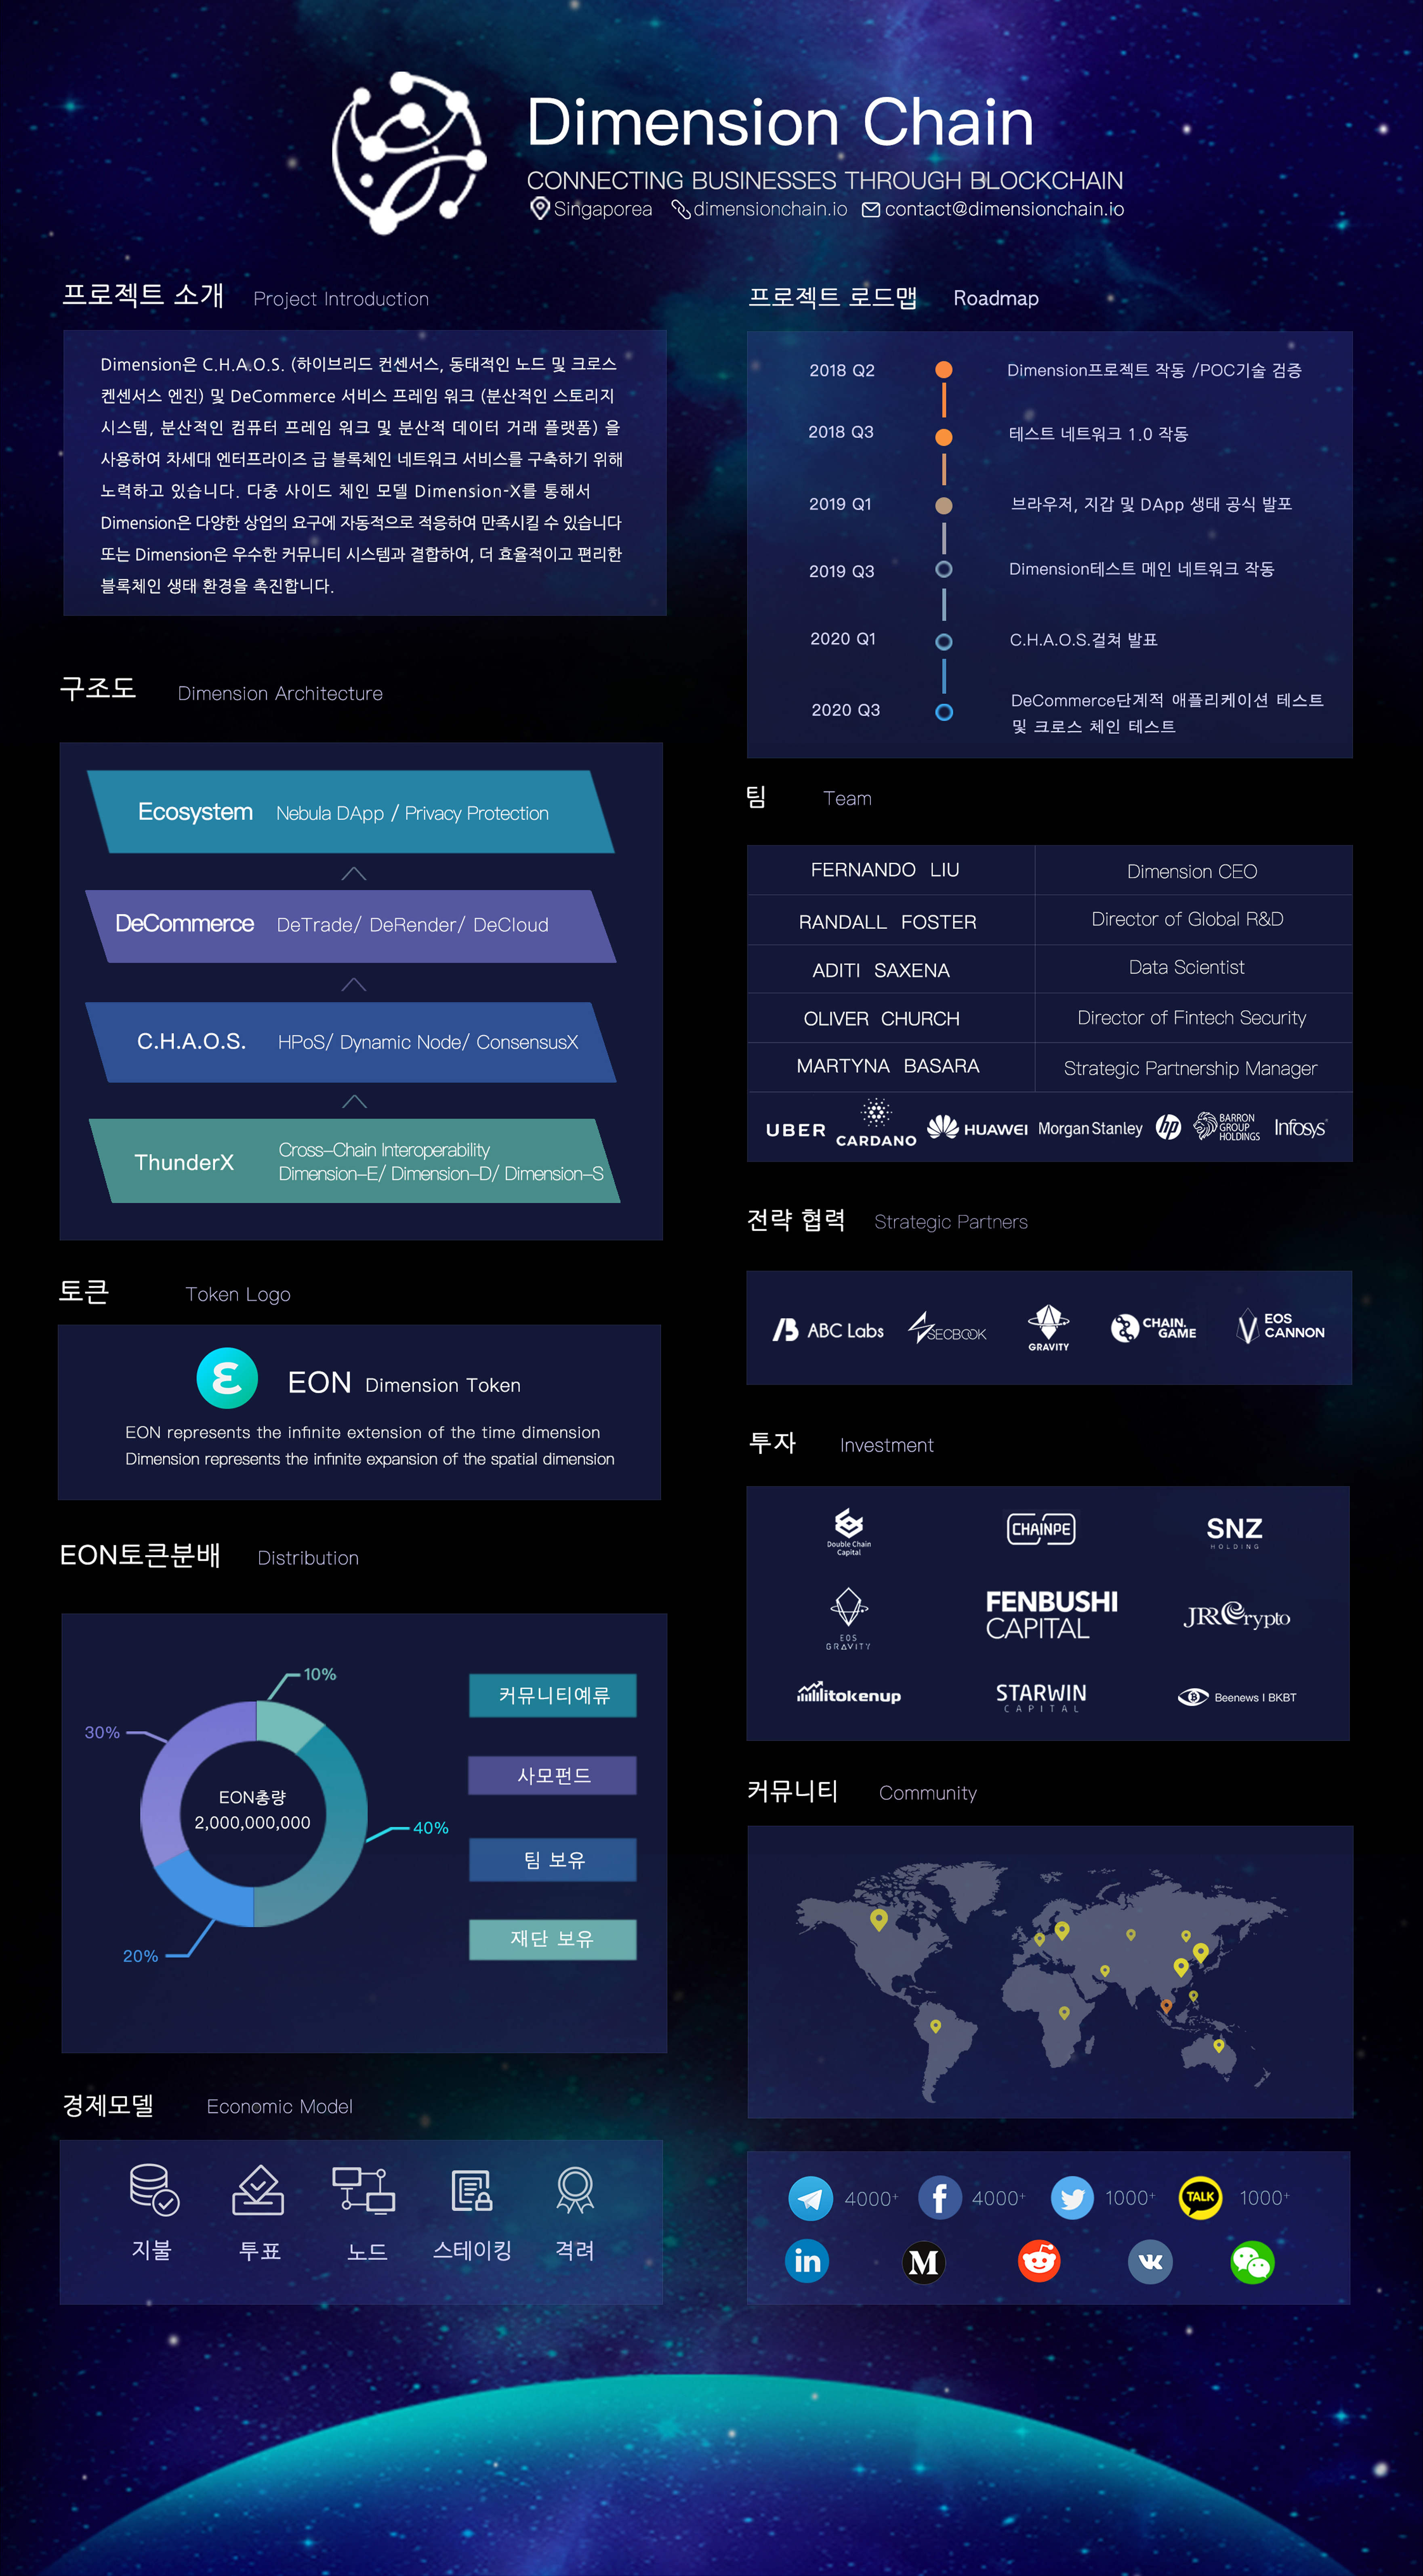 Dimension Chain
CONNECTING BUSINESSES THROUGH BLOCKCHAIN
Singaporea dimensionchain.io contact@dimensionchain.io
프로젝트 소개 Project Introduction
Dimension은 C.H.A.O.S. (하이브리드 컨센서스, 동태적인 노드 및 크로스
켄센서스 엔진) 및 DeCommerce 서비스 프레임 워크 (분산적인 스토리지
시스템, 분산적인 컴퓨터 프레임 워크 및 분산적 데이터 거래 플랫폼) 을
사용하여 차세대 엔터프라이즈 급 블록체인 네트워크 서비스를 구축하기 위해
노력하고 있습니다. 다중 사이드 체인 모델 Dimension-X를 통해서
Dimension은 다양한 상업의 요구에 자동적으로 적응하여 만족시킬 수 있습니다
또는 Dimension은 우수한 커뮤니티 시스템과 결합하여, 더 효율적이고 편리한
블록체인 생태 환경을 촉진합니다.
구조도 Dimension Architecture
Ecosystem Nebula DApp / Privacy Protection
DeCommerce DeTrade/ DeRender/ DeCloud
C.H.A.O.S. HPoS/ Dynamic Node/ ConsensusX
ThunderX
Cross-Chain Interoperability
Dimension-E/ Dimension-D/ Dimension-S
토큰 Token Logo
EON Dimension Token
EON represents the infinite extension of the time dimension
Dimension represents the infinite expansion of the spatial dimension
EON토큰분배 Distribution
10%
30%
EON총량
2,000,000,000
40%
20%
커뮤니티예류
사모펀드
팀 보유
재단 보유
경제모델 Economic Model
지불 투표 노드 스테이킹 격려
프로젝트 로드맵 Roadmap
2018 Q2 Dimension프로젝트 작동 /POC기술 검증
2018 Q3 테스트 네트워크 1.0 작동
2019 Q1 브라우저, 지갑 및 DApp 생태 공식 발포
2019 Q3 Dimension테스트 메인 네트워크 작동
2020 Q1 C.H.A.O.S.걸쳐 발표
2020 Q3 DeCommerce단계적 애플리케이션 테스트
및 크로스 체인 테스트
팀 Team
FERNANDO LIU Dimension CEO
RANDALL FOSTER Director of Global R&D
ADITI SAXENA Data Scientist
OLIVER CHURCH Director of Fintech Security
MARTYNA BASARA Strategic Partnership Manager
UBER CARDANO HUAWEI Morgan Stanley hp BARRON GROUP HOLDINGS Infosys
전략 협력 Strategic Partners
ABC Labs SECBOOK GRAVITY CHAIN.GAME EOS CANNON
투자 Investment
Double Chain Capital CHAINPE SNZ HOLDING
EOS GRAVITY FENBUSHI CAPITAL JRR Crypto
tokenup STARWIN CAPITAL Beenews I BKBT
커뮤니티 Community
4000+ 4000+ 1000+ TALK 1000+
in M VK